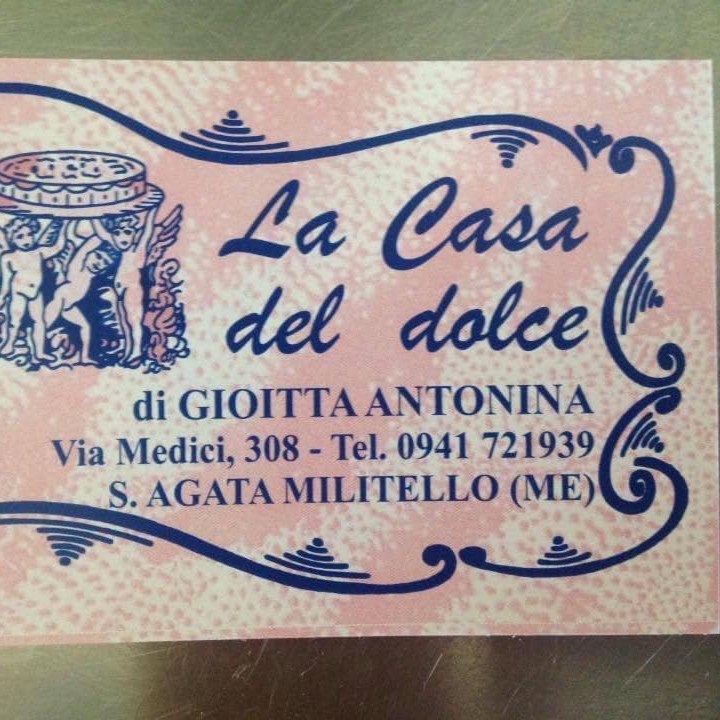 La Casa
del dolce
di GIOITTA ANTONINA
Via Medici, 308 - Tel. 0941 721939
S. AGATA MILITELLO (ME)